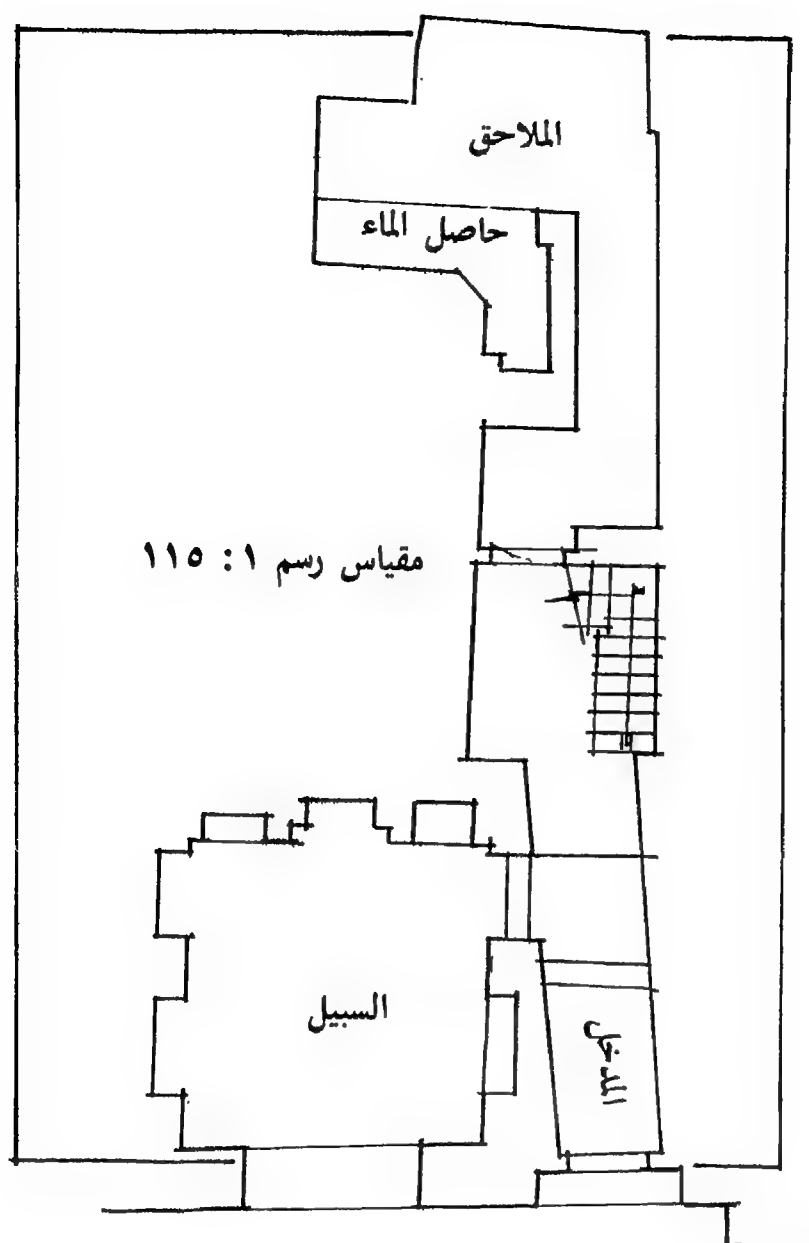 الملاحق
حاصل الماء
مقياس رسم ١: ١١٥
السبيل
المدخل